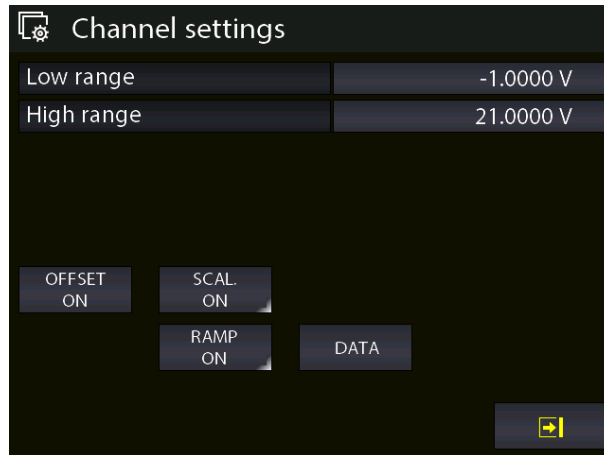 Channel settings
Low range -1.0000 V
High range 21.0000 V
OFFSET ON
SCAL. ON
RAMP ON
DATA